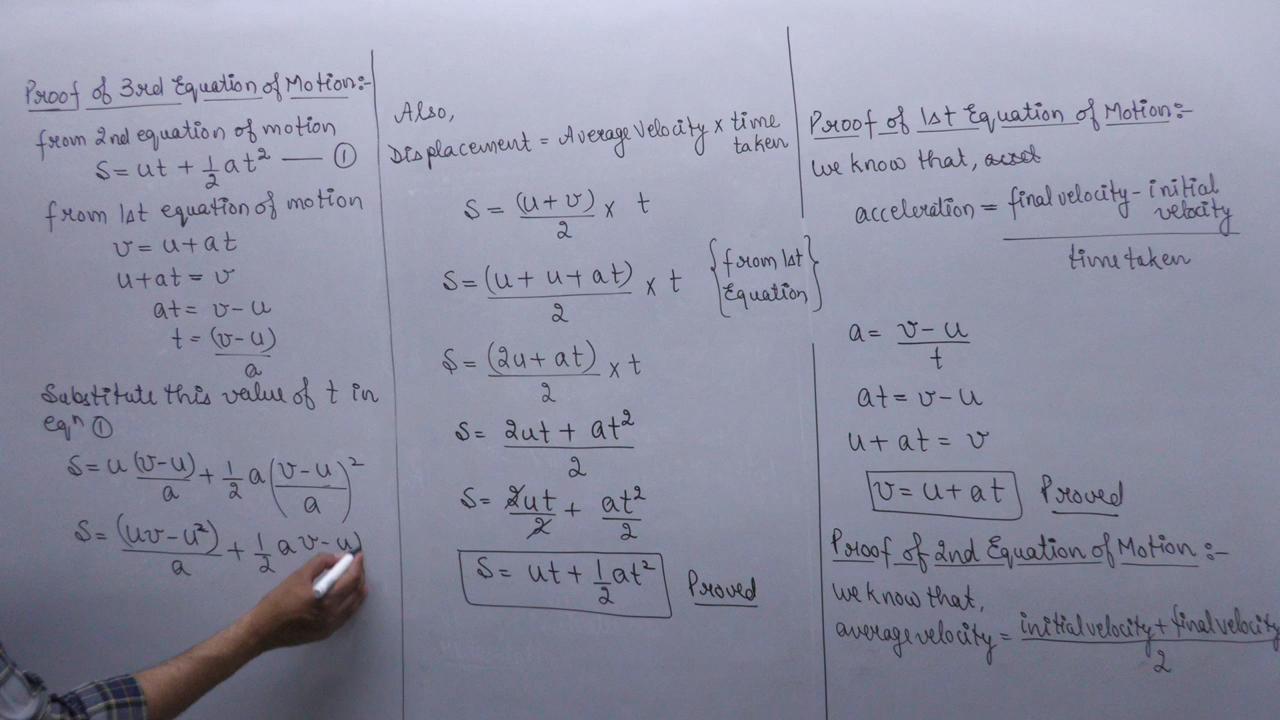 Proof of 3rd Equation of Motion:-
from 2nd equation of motion
S = ut + 1/2 at² — ①
from 1st equation of motion
v = u + at
u + at = v
at = v - u
t = (v - u)/a
Substitute this value of t in
eqⁿ ①
S = u (v - u)/a + 1/2 a ((v - u)/a)²
S = (uv - u²)/a + 1/2 a v - u)
Also,
Displacement = Average Velocity × time
taken
S = (u + v)/2 × t
S = (u + u + at)/2 × t {from 1st
Equation}
S = (2u + at)/2 × t
S = (2ut + at²)/2
S = 2ut/2 + at²/2
S = ut + 1/2 at² Proved
Proof of 1st Equation of Motion:-
we know that,
acceleration = (final velocity - initial
velocity)/
time taken
a = (v - u)/t
at = v - u
u + at = v
v = u + at Proved
Proof of 2nd Equation of Motion:-
we know that,
average velocity = (initial velocity + final velocity)/2